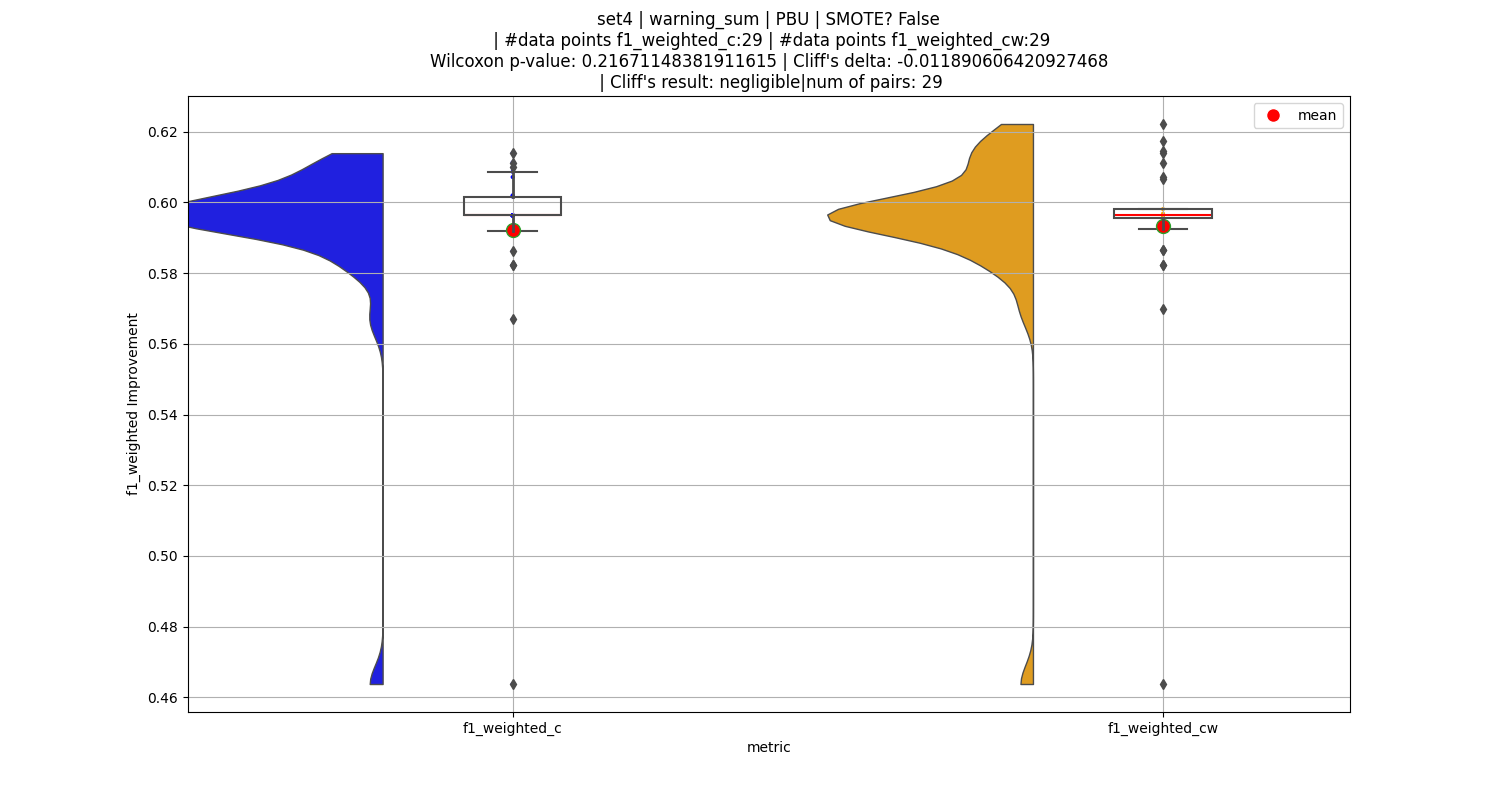 set4 | warning_sum | PBU | SMOTE? False
| #data points f1_weighted_c:29 | #data points f1_weighted_cw:29
Wilcoxon p-value: 0.21671148381911615 | Cliff's delta: -0.011890606420927468
| Cliff's result: negligible|num of pairs: 29
mean
f1_weighted Improvement
0.62
0.60
0.58
0.56
0.54
0.52
0.50
0.48
0.46
f1_weighted_c
f1_weighted_cw
metric